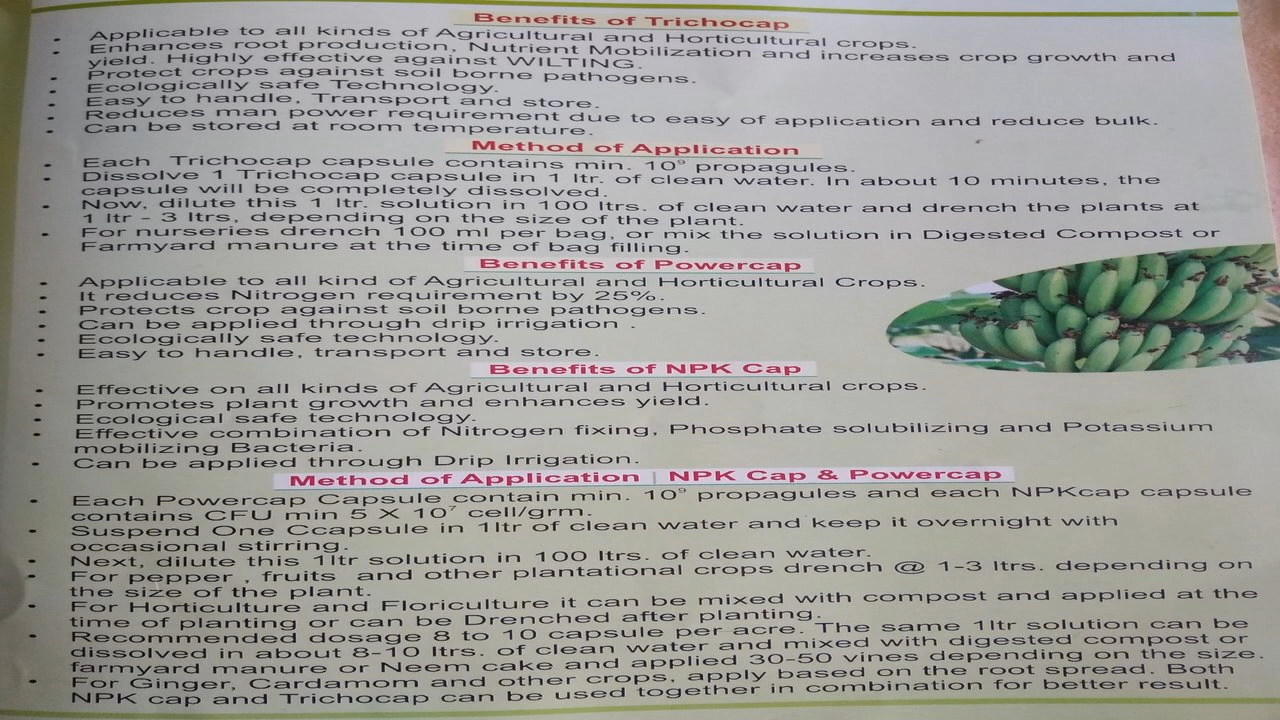 Benefits of Trichocap
• Applicable to all kinds of Agricultural and Horticultural crops.
• Enhances root production, Nutrient Mobilization and increases crop growth and
yield. Highly effective against WILTING.
• Protect crops against soil borne pathogens.
• Ecologically safe Technology.
• Easy to handle, Transport and store.
• Reduces man power requirement due to easy of application and reduce bulk.
• Can be stored at room temperature.
Method of Application
• Each Trichocap capsule contains min. 10⁹ propagules.
• Dissolve 1 Trichocap capsule in 1 ltr. of clean water. In about 10 minutes, the
capsule will be completely dissolved.
• Now, dilute this 1 ltr. solution in 100 ltrs. of clean water and drench the plants at
1 ltr - 3 ltrs, depending on the size of the plant.
• For nurseries drench 100 ml per bag, or mix the solution in Digested Compost or
Farmyard manure at the time of bag filling.
Benefits of Powercap
• Applicable to all kind of Agricultural and Horticultural Crops.
• It reduces Nitrogen requirement by 25%.
• Protects crop against soil borne pathogens.
• Can be applied through drip irrigation .
• Ecologically safe technology.
• Easy to handle, transport and store.
Benefits of NPK Cap
• Effective on all kinds of Agricultural and Horticultural crops.
• Promotes plant growth and enhances yield.
• Ecological safe technology.
• Effective combination of Nitrogen fixing, Phosphate solubilizing and Potassium
mobilizing Bacteria.
• Can be applied through Drip Irrigation.
Method of Application | NPK Cap & Powercap
• Each Powercap Capsule contain min. 10⁹ propagules and each NPKcap capsule
contains CFU min 5 X 10⁷ cell/grm.
• Suspend One Ccapsule in 1ltr of clean water and keep it overnight with
occasional stirring.
• Next, dilute this 1ltr solution in 100 ltrs. of clean water.
• For pepper , fruits and other plantational crops drench @ 1-3 ltrs. depending on
the size of the plant.
• For Horticulture and Floriculture it can be mixed with compost and applied at the
time of planting or can be Drenched after planting.
• Recommended dosage 8 to 10 capsule per acre. The same 1ltr solution can be
dissolved in about 8-10 ltrs. of clean water and mixed with digested compost or
farmyard manure or Neem cake and applied 30-50 vines depending on the size.
• For Ginger, Cardamom and other crops, apply based on the root spread. Both
NPK cap and Trichocap can be used together in combination for better result.